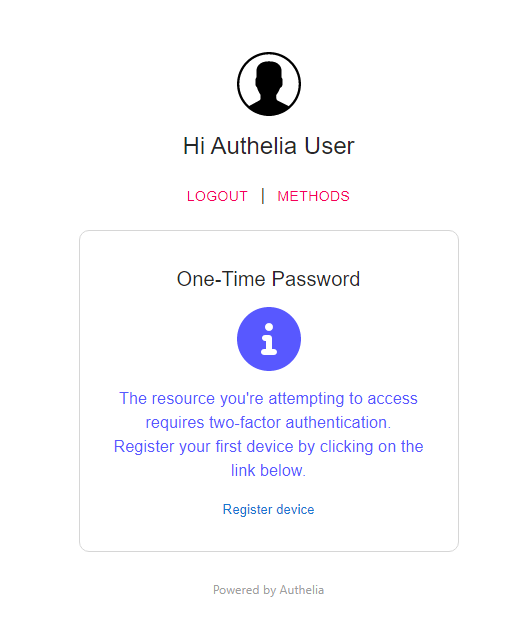 Hi Authelia User
LOGOUT | METHODS
One-Time Password
The resource you're attempting to access
requires two-factor authentication.
Register your first device by clicking on the
link below.
Register device
Powered by Authelia